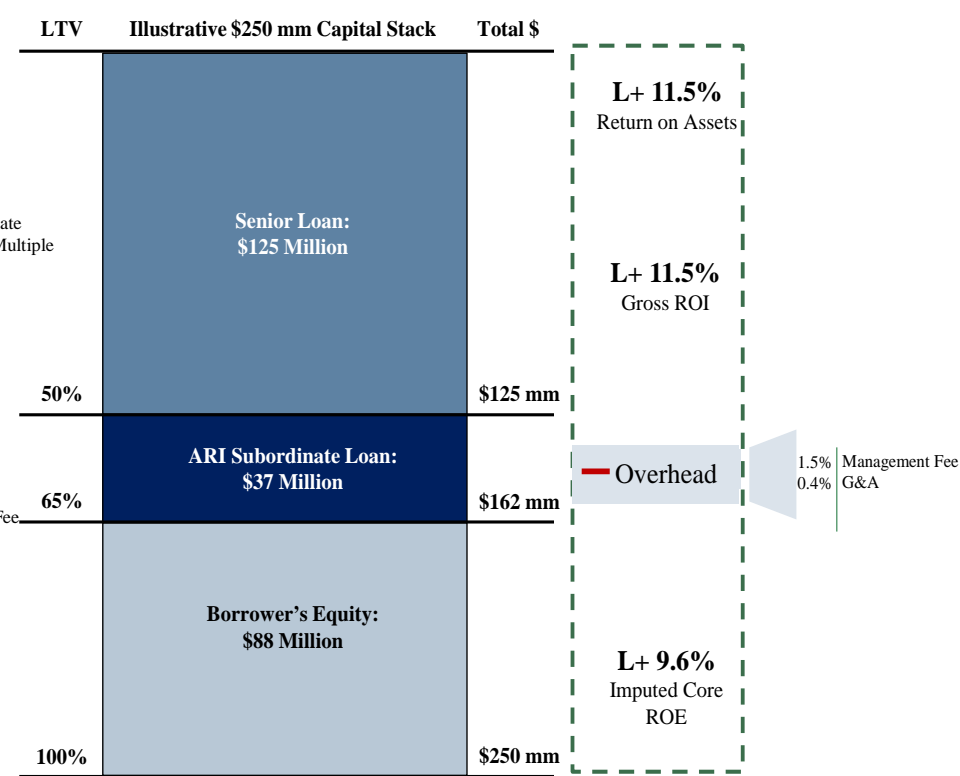 LTV Illustrative $250 mm Capital Stack Total $
L+ 11.5%
Return on Assets
Senior Loan:
$125 Million
L+ 11.5%
Gross ROI
50% $125 mm
ARI Subordinate Loan:
$37 Million
65% $162 mm
Overhead
1.5% Management Fee
0.4% G&A
Fee
Borrower’s Equity:
$88 Million
L+ 9.6%
Imputed Core
ROE
100% $250 mm